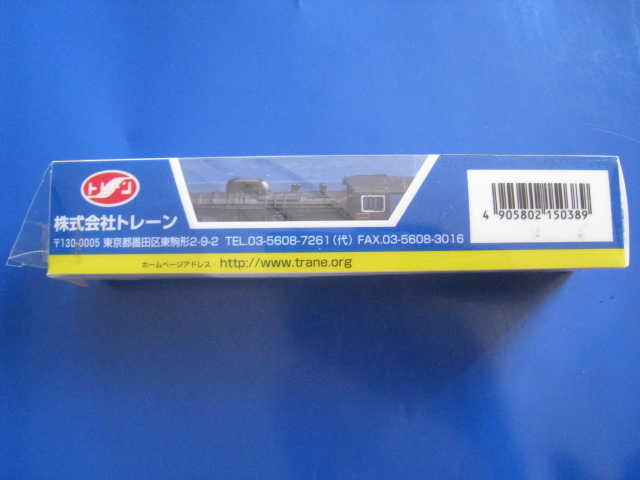 トレーン
株式会社トレーン
〒130-0005 東京都墨田区東駒形2-9-2 TEL.03-5608-7261(代) FAX.03-5608-3016
ホームページアドレス http://www.trane.org
4 905802 150389